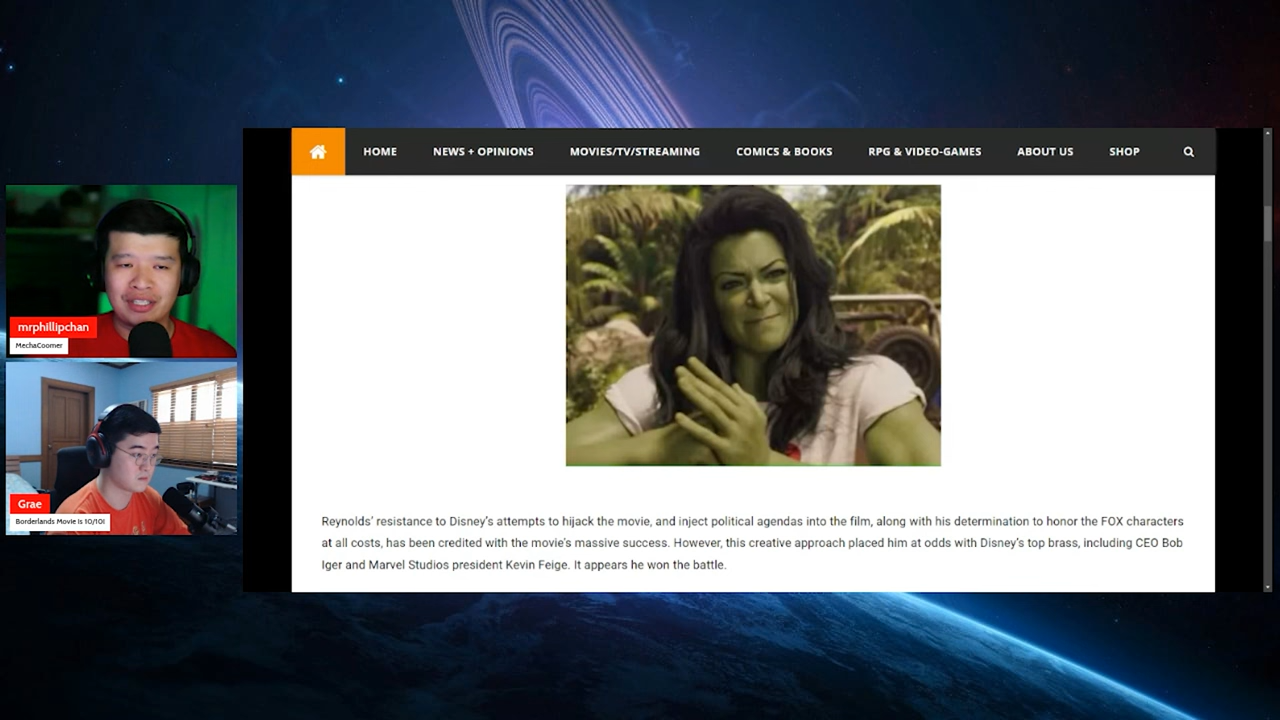 HOME NEWS + OPINIONS MOVIES/TV/STREAMING COMICS & BOOKS RPG & VIDEO-GAMES ABOUT US SHOP
mrphillipchan
MechaCoomer
Grae
Borderlands Movie is 10/10!
Reynolds’ resistance to Disney’s attempts to hijack the movie, and inject political agendas into the film, along with his determination to honor the FOX characters
at all costs, has been credited with the movie’s massive success. However, this creative approach placed him at odds with Disney’s top brass, including CEO Bob
Iger and Marvel Studios president Kevin Feige. It appears he won the battle.